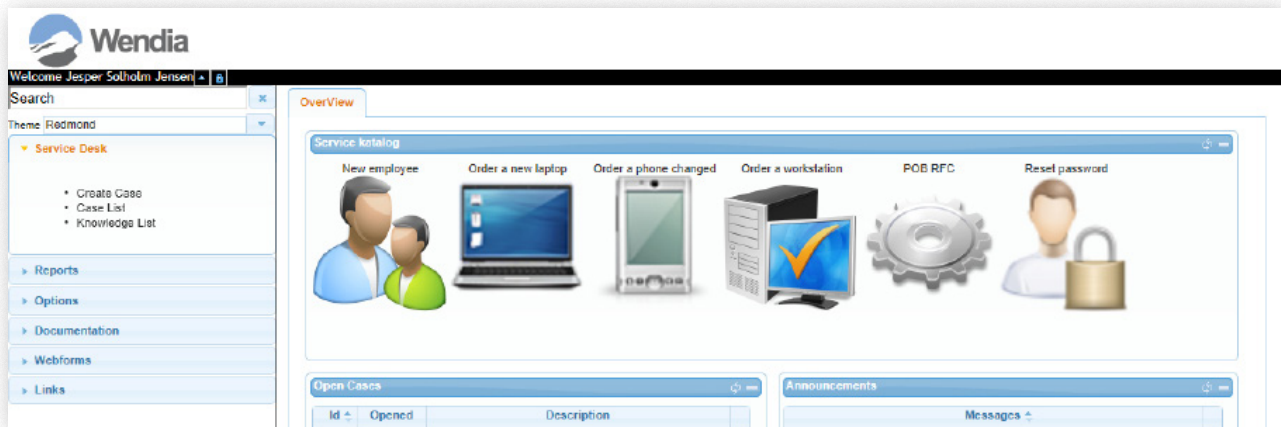 Wendia
Welcome Jesper Solholm Jensen
Search
Theme Redmond
Service Desk
Create Case
Case List
Knowledge List
Reports
Options
Documentation
Webforms
Links
OverView
Service katalog
New employee Order a new laptop Order a phone changed Order a workstation POB RFC Reset password
Open Cases
Id Opened Description
Announcements
Messages